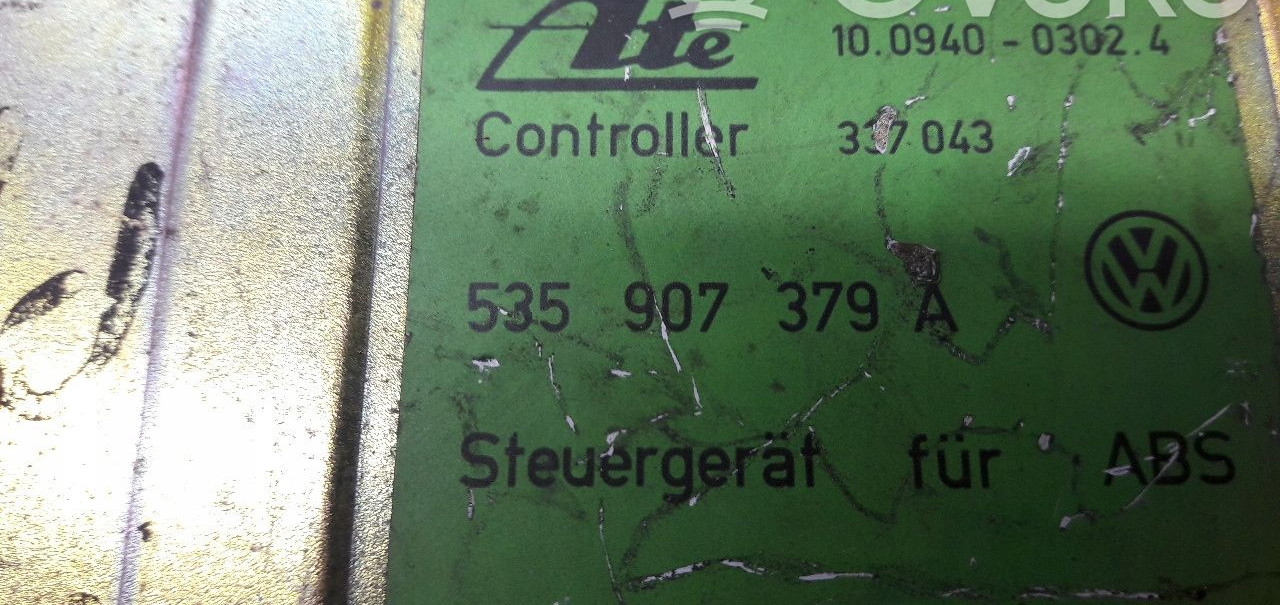 Ate
10.0940-0302.4
Controller 337 043
535 907 379 A
Steuergerät für ABS